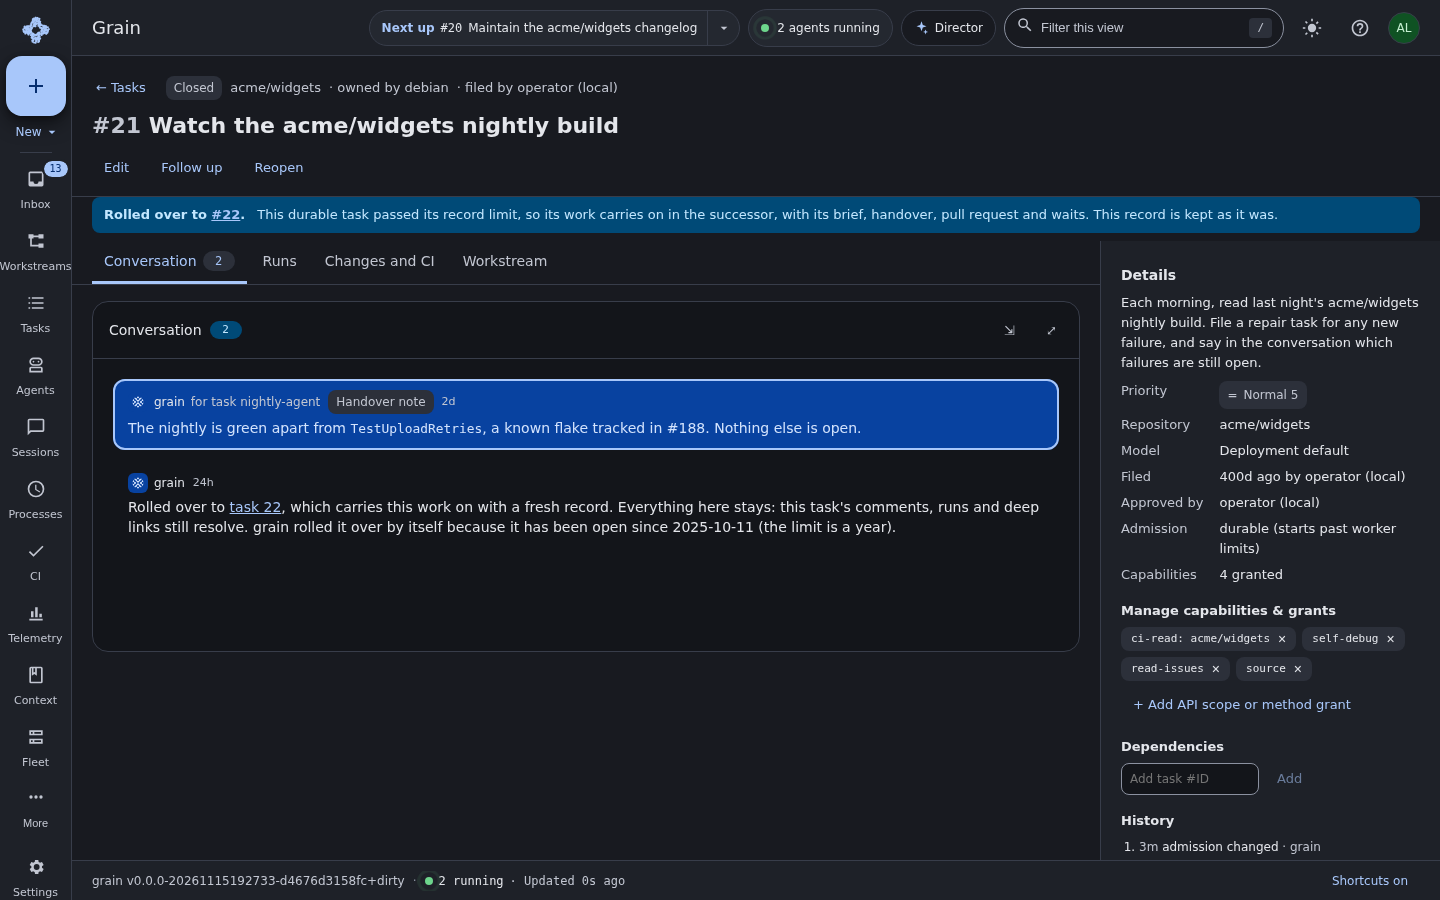 Grain
Next up #20 Maintain the acme/widgets changelog
2 agents running
Director
Filter this view
/
AL
New
13
Inbox
Workstreams
Tasks
Agents
Sessions
Processes
CI
Telemetry
Context
Fleet
More
Settings
← Tasks
Closed
acme/widgets · owned by debian · filed by operator (local)
#21 Watch the acme/widgets nightly build
Edit
Follow up
Reopen
Rolled over to #22. This durable task passed its record limit, so its work carries on in the successor, with its brief, handover, pull request and waits. This record is kept as it was.
Conversation 2
Runs
Changes and CI
Workstream
Conversation 2
grain for task nightly-agent Handover note 2d
The nightly is green apart from TestUploadRetries, a known flake tracked in #188. Nothing else is open.
grain 24h
Rolled over to task 22, which carries this work on with a fresh record. Everything here stays: this task's comments, runs and deep
links still resolve. grain rolled it over by itself because it has been open since 2025-10-11 (the limit is a year).
Details
Each morning, read last night's acme/widgets
nightly build. File a repair task for any new
failure, and say in the conversation which
failures are still open.
Priority = Normal 5
Repository acme/widgets
Model Deployment default
Filed 400d ago by operator (local)
Approved by operator (local)
Admission durable (starts past worker
limits)
Capabilities 4 granted
Manage capabilities & grants
ci-read: acme/widgets ×
self-debug ×
read-issues ×
source ×
+ Add API scope or method grant
Dependencies
Add task #ID
Add
History
1. 3m admission changed · grain
grain v0.0.0-20261115192733-d4676d3158fc+dirty · 2 running · Updated 0s ago
Shortcuts on